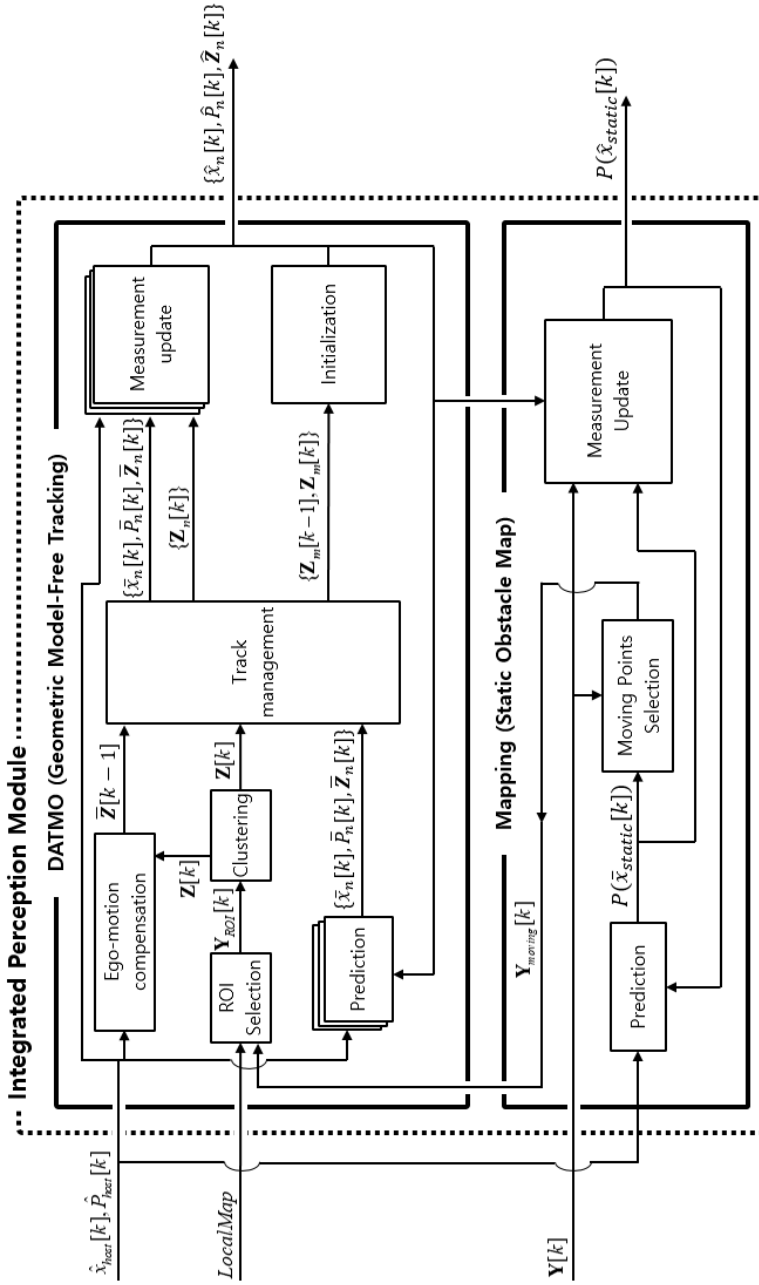 Integrated Perception Module
DATMO (Geometric Model-Free Tracking)
x̂_host[k], P̂_host[k]
LocalMap
Y[k]
Ego-motion
compensation
Z̅[k − 1]
Z[k]
ROI
Selection
Y_ROI[k]
Clustering
Z[k]
Prediction
{x̅_n[k], P̅_n[k], Z̅_n[k]}
Track
management
{x̅_n[k], P̅_n[k], Z̅_n[k]}
{Z_n[k]}
{Z_m[k−1], Z_m[k]}
Measurement
update
Initialization
{x̂_n[k], P̂_n[k], Ẑ_n[k]}
Mapping (Static Obstacle Map)
Y_moving[k]
Prediction
P(x̅_static[k])
Moving Points
Selection
Measurement
Update
P(x̂_static[k])